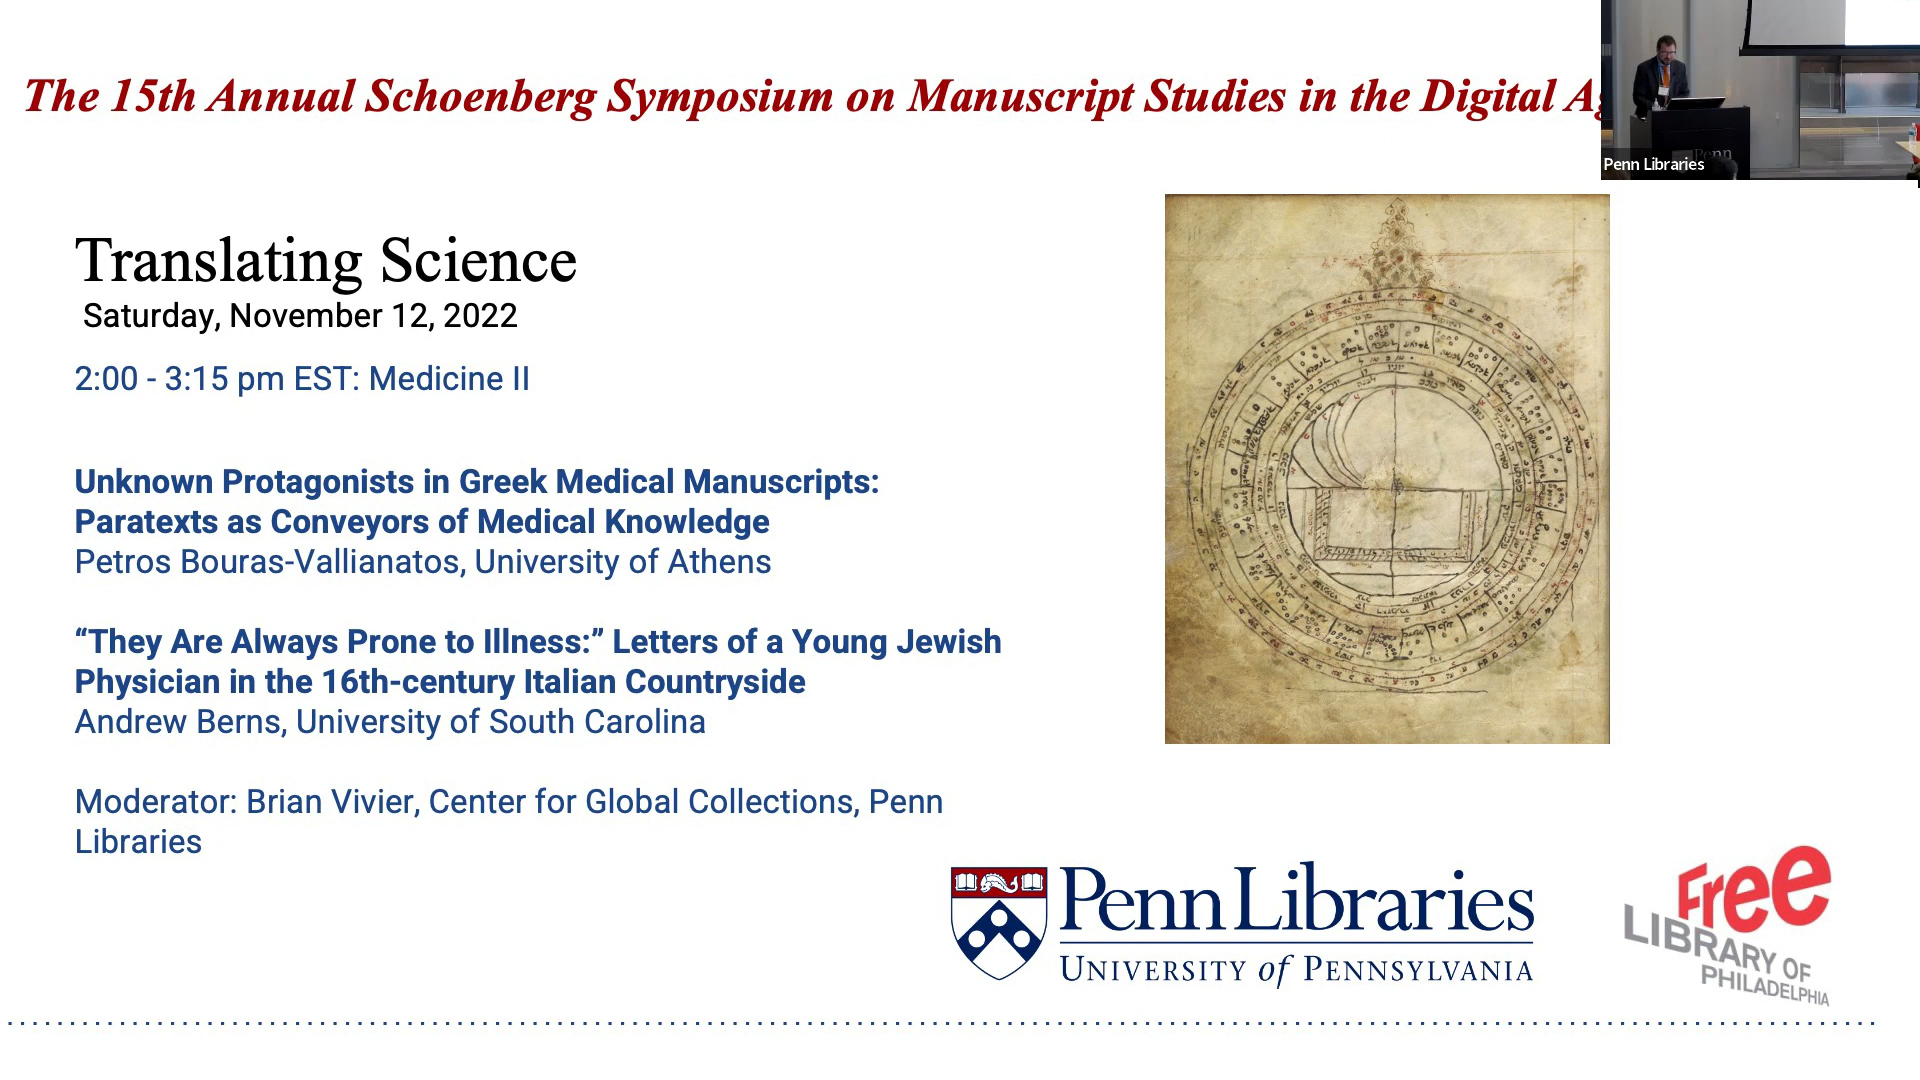 The 15th Annual Schoenberg Symposium on Manuscript Studies in the Digital
Penn Libraries
Penn
Translating Science
Saturday, November 12, 2022
2:00 - 3:15 pm EST: Medicine II
Unknown Protagonists in Greek Medical Manuscripts:
Paratexts as Conveyors of Medical Knowledge
Petros Bouras-Vallianatos, University of Athens
“They Are Always Prone to Illness:” Letters of a Young Jewish
Physician in the 16th-century Italian Countryside
Andrew Berns, University of South Carolina
Moderator: Brian Vivier, Center for Global Collections, Penn
Libraries
Penn Libraries
UNIVERSITY of PENNSYLVANIA
Free
LIBRARY OF
PHILADELPHIA